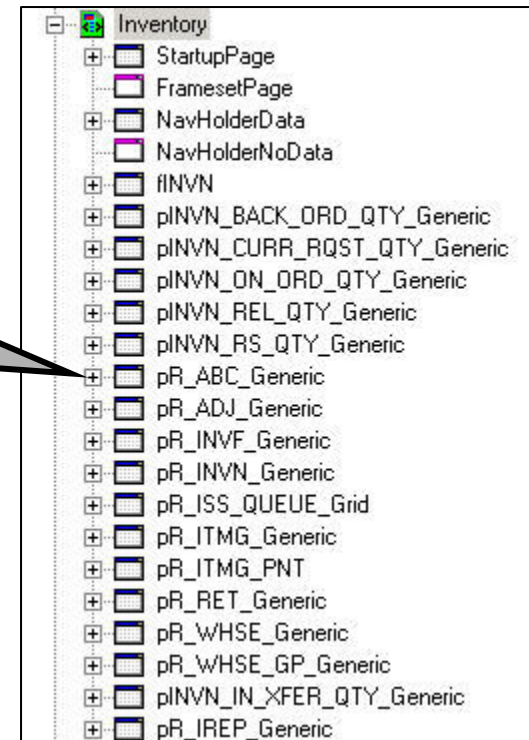 Inventory
StartupPage
FramesetPage
NavHolderData
NavHolderNoData
fINVN
pINVN_BACK_ORD_QTY_Generic
pINVN_CURR_RQST_QTY_Generic
pINVN_ON_ORD_QTY_Generic
pINVN_REL_QTY_Generic
pINVN_RS_QTY_Generic
pR_ABC_Generic
pR_ADJ_Generic
pR_INVF_Generic
pR_INVN_Generic
pR_ISS_QUEUE_Grid
pR_ITMG_Generic
pR_ITMG_PNT
pR_RET_Generic
pR_WHSE_Generic
pR_WHSE_GP_Generic
pINVN_IN_XFER_QTY_Generic
pR_IREP_Generic